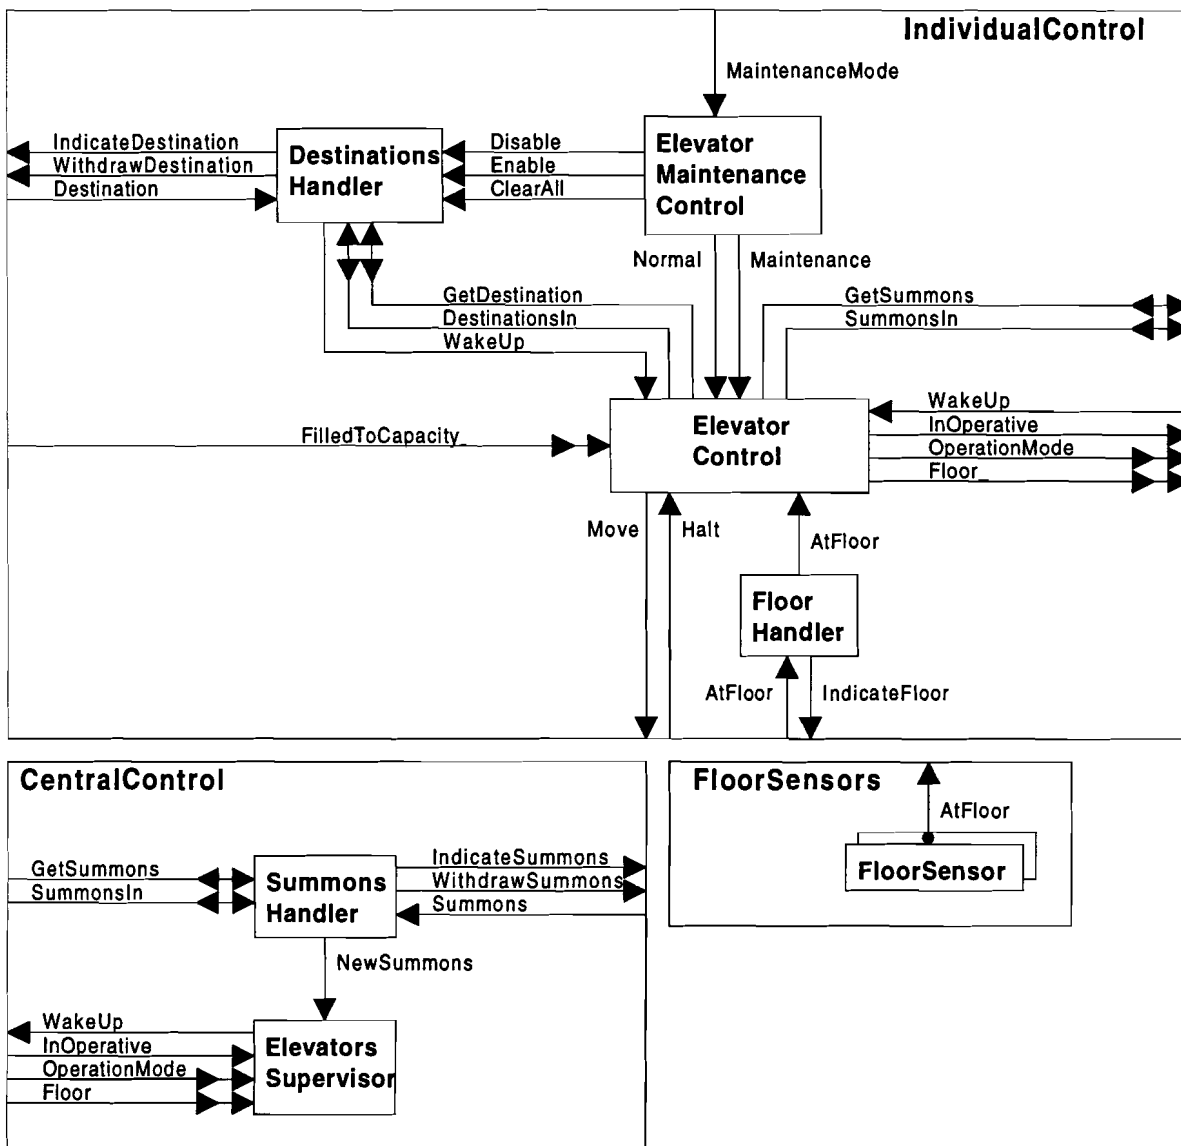 IndividualControl
MaintenanceMode
IndicateDestination
WithdrawDestination
Destination
Destinations
Handler
Disable
Enable
ClearAll
Elevator
Maintenance
Control
Normal
Maintenance
GetDestination
DestinationsIn
WakeUp
GetSummons
SummonsIn
FilledToCapacity_
Elevator
Control
WakeUp
InOperative
OperationMode
Floor_
Move
Halt
AtFloor
Floor
Handler
AtFloor
IndicateFloor
CentralControl
GetSummons
SummonsIn
Summons
Handler
IndicateSummons
WithdrawSummons
Summons
NewSummons
WakeUp
InOperative
OperationMode
Floor
Elevators
Supervisor
FloorSensors
AtFloor
FloorSensor